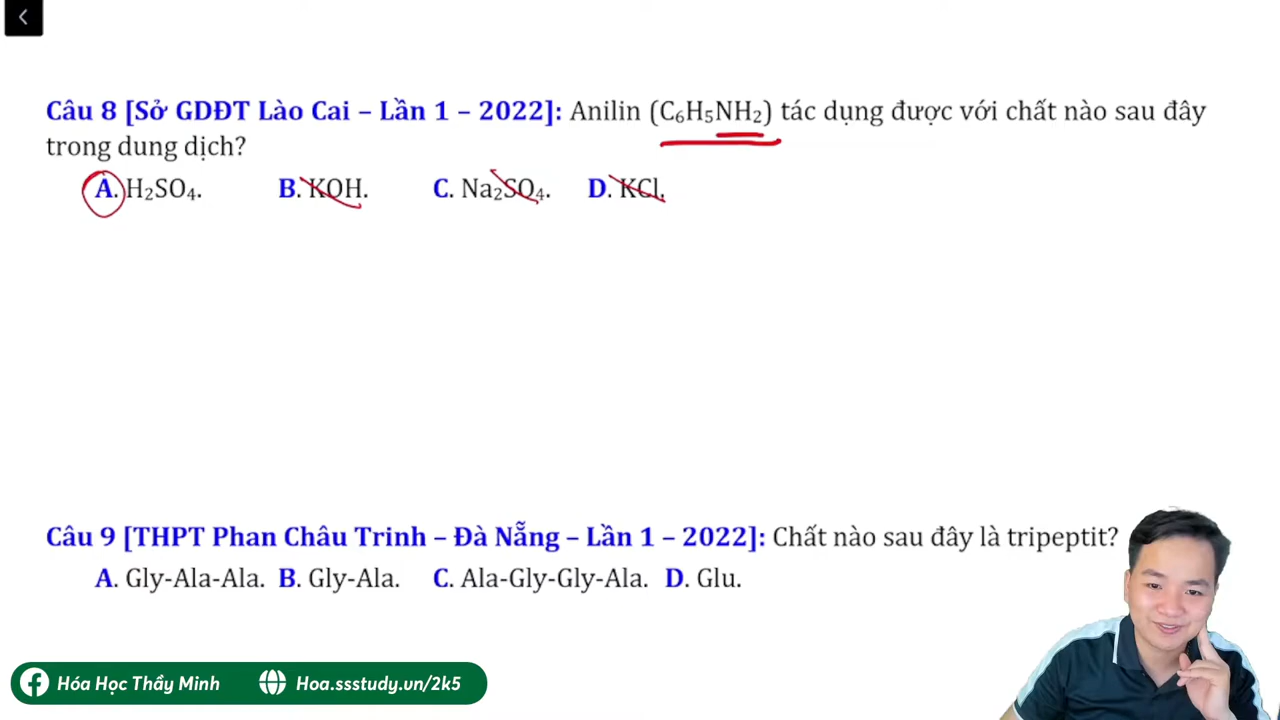 Câu 8 [Sở GDĐT Lào Cai – Lần 1 – 2022]: Anilin (C₆H₅NH₂) tác dụng được với chất nào sau đây
trong dung dịch?
A. H₂SO₄. B. KOH. C. Na₂SO₄. D. KCl.
Câu 9 [THPT Phan Châu Trinh – Đà Nẵng – Lần 1 – 2022]: Chất nào sau đây là tripeptit?
A. Gly-Ala-Ala. B. Gly-Ala. C. Ala-Gly-Gly-Ala. D. Glu.
Hóa Học Thầy Minh Hoa.ssstudy.vn/2k5